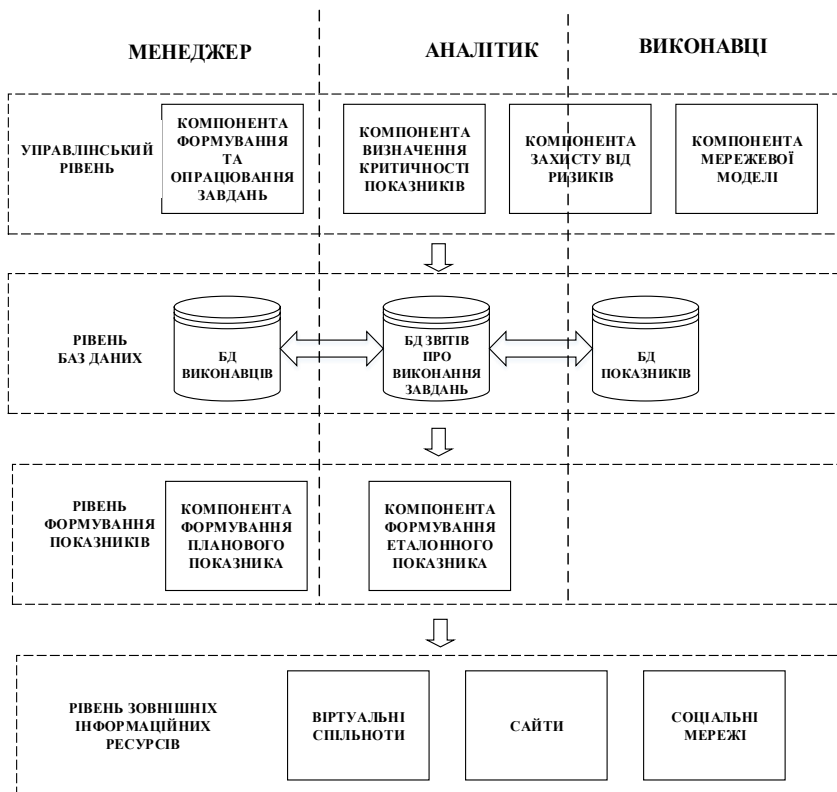 МЕНЕДЖЕР
АНАЛІТИК
ВИКОНАВЦІ
УПРАВЛІНСЬКИЙ
РІВЕНЬ
КОМПОНЕНТА
ФОРМУВАННЯ
ТА
ОПРАЦЮВАННЯ
ЗАВДАНЬ
КОМПОНЕНТА
ВИЗНАЧЕННЯ
КРИТИЧНОСТІ
ПОКАЗНИКІВ
КОМПОНЕНТА
ЗАХИСТУ ВІД
РИЗИКІВ
КОМПОНЕНТА
МЕРЕЖЕВОЇ
МОДЕЛІ
РІВЕНЬ
БАЗ ДАНИХ
БД
ВИКОНАВЦІВ
БД ЗВІТІВ
ПРО
ВИКОНАННЯ
ЗАВДАНЬ
БД
ПОКАЗНИКІВ
РІВЕНЬ
ФОРМУВАННЯ
ПОКАЗНИКІВ
КОМПОНЕНТА
ФОРМУВАННЯ
ПЛАНОВОГО
ПОКАЗНИКА
КОМПОНЕНТА
ФОРМУВАННЯ
ЕТАЛОННОГО
ПОКАЗНИКА
РІВЕНЬ ЗОВНІШНІХ
ІНФОРМАЦІЙНИХ
РЕСУРСІВ
ВІРТУАЛЬНІ
СПІЛЬНОТИ
САЙТИ
СОЦІАЛЬНІ
МЕРЕЖІ